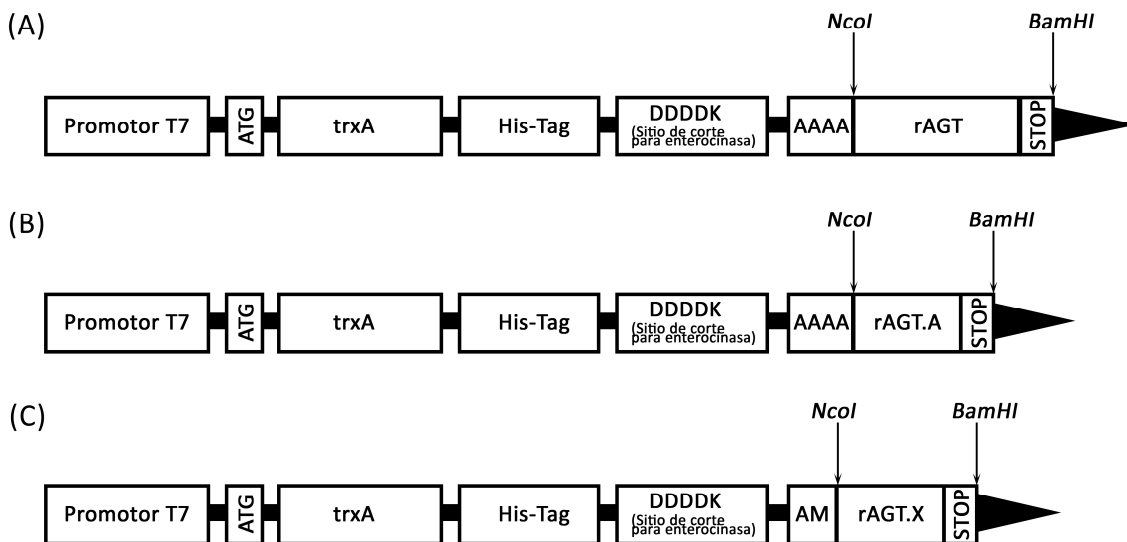 (A)
NcoI
BamHI
Promotor T7
ATG
trxA
His-Tag
DDDDK
(Sitio de corte
para enterocinasa)
AAAA
rAGT
STOP
(B)
NcoI
BamHI
Promotor T7
ATG
trxA
His-Tag
DDDDK
(Sitio de corte
para enterocinasa)
AAAA
rAGT.A
STOP
(C)
NcoI
BamHI
Promotor T7
ATG
trxA
His-Tag
DDDDK
(Sitio de corte
para enterocinasa)
AM
rAGT.X
STOP